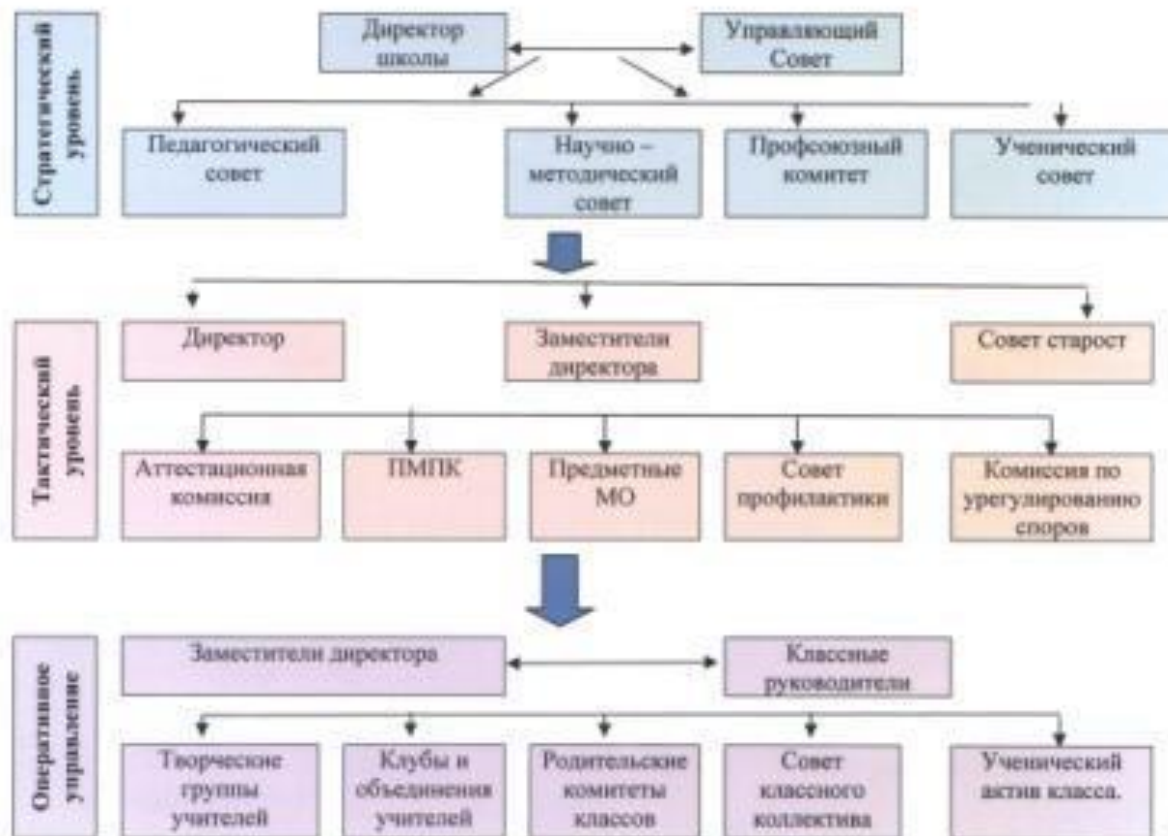 Стратегический
уровень
Директор
школы
Управляющий
Совет
Педагогический
совет
Научно –
методический
совет
Профсоюзный
комитет
Ученический
совет
Тактический
уровень
Директор
Заместители
директора
Совет старост
Аттестационная
комиссия
ПМПК
Предметные
МО
Совет
профилактики
Комиссия по
урегулированию
споров
Оперативное
управление
Заместители директора
Классные
руководители
Творческие
группы
учителей
Клубы и
объединения
учителей
Родительские
комитеты
классов
Совет
классного
коллектива
Ученический
актив класса.